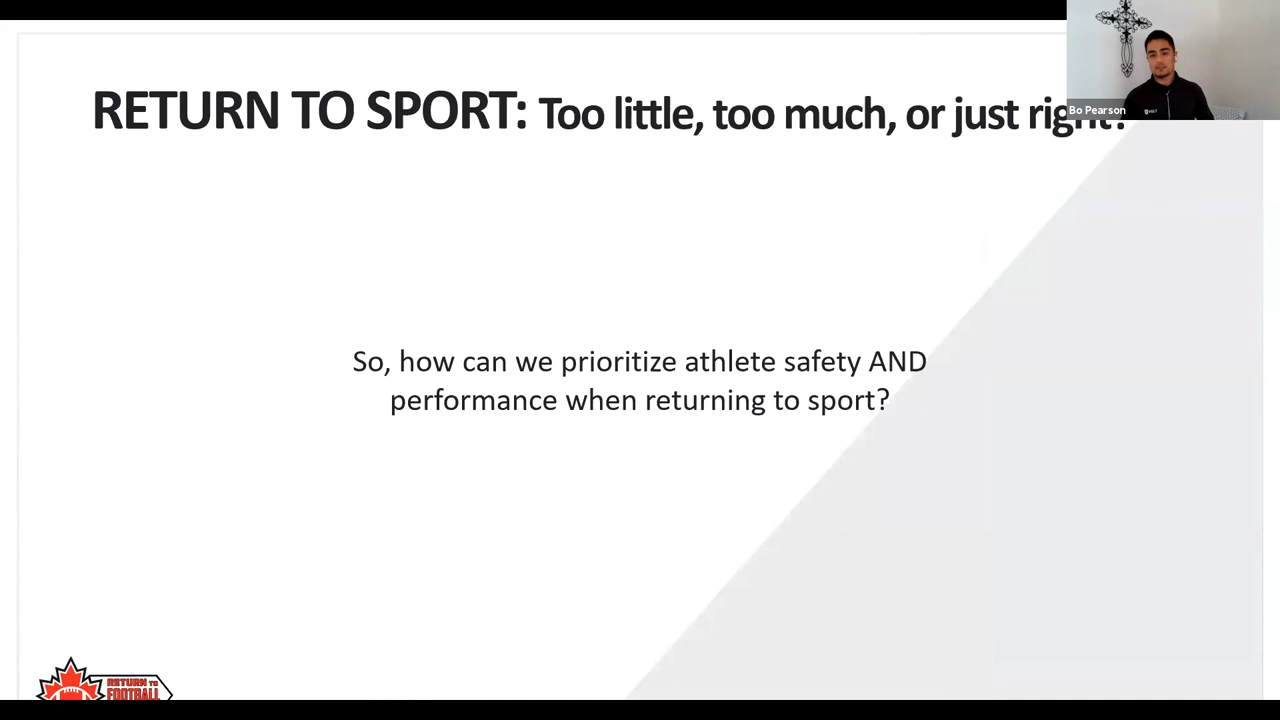 RETURN TO SPORT: Too little, too much, or just right?
Bo Pearson
So, how can we prioritize athlete safety AND
performance when returning to sport?
RETURN TO
FOOTBALL